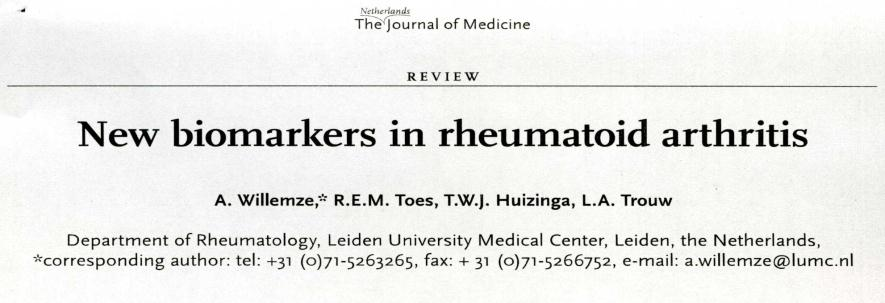 Netherlands
The Journal of Medicine
REVIEW
New biomarkers in rheumatoid arthritis
A. Willemze,* R.E.M. Toes, T.W.J. Huizinga, L.A. Trouw
Department of Rheumatology, Leiden University Medical Center, Leiden, the Netherlands,
*corresponding author: tel: +31 (0)71-5263265, fax: + 31 (0)71-5266752, e-mail: a.willemze@lumc.nl